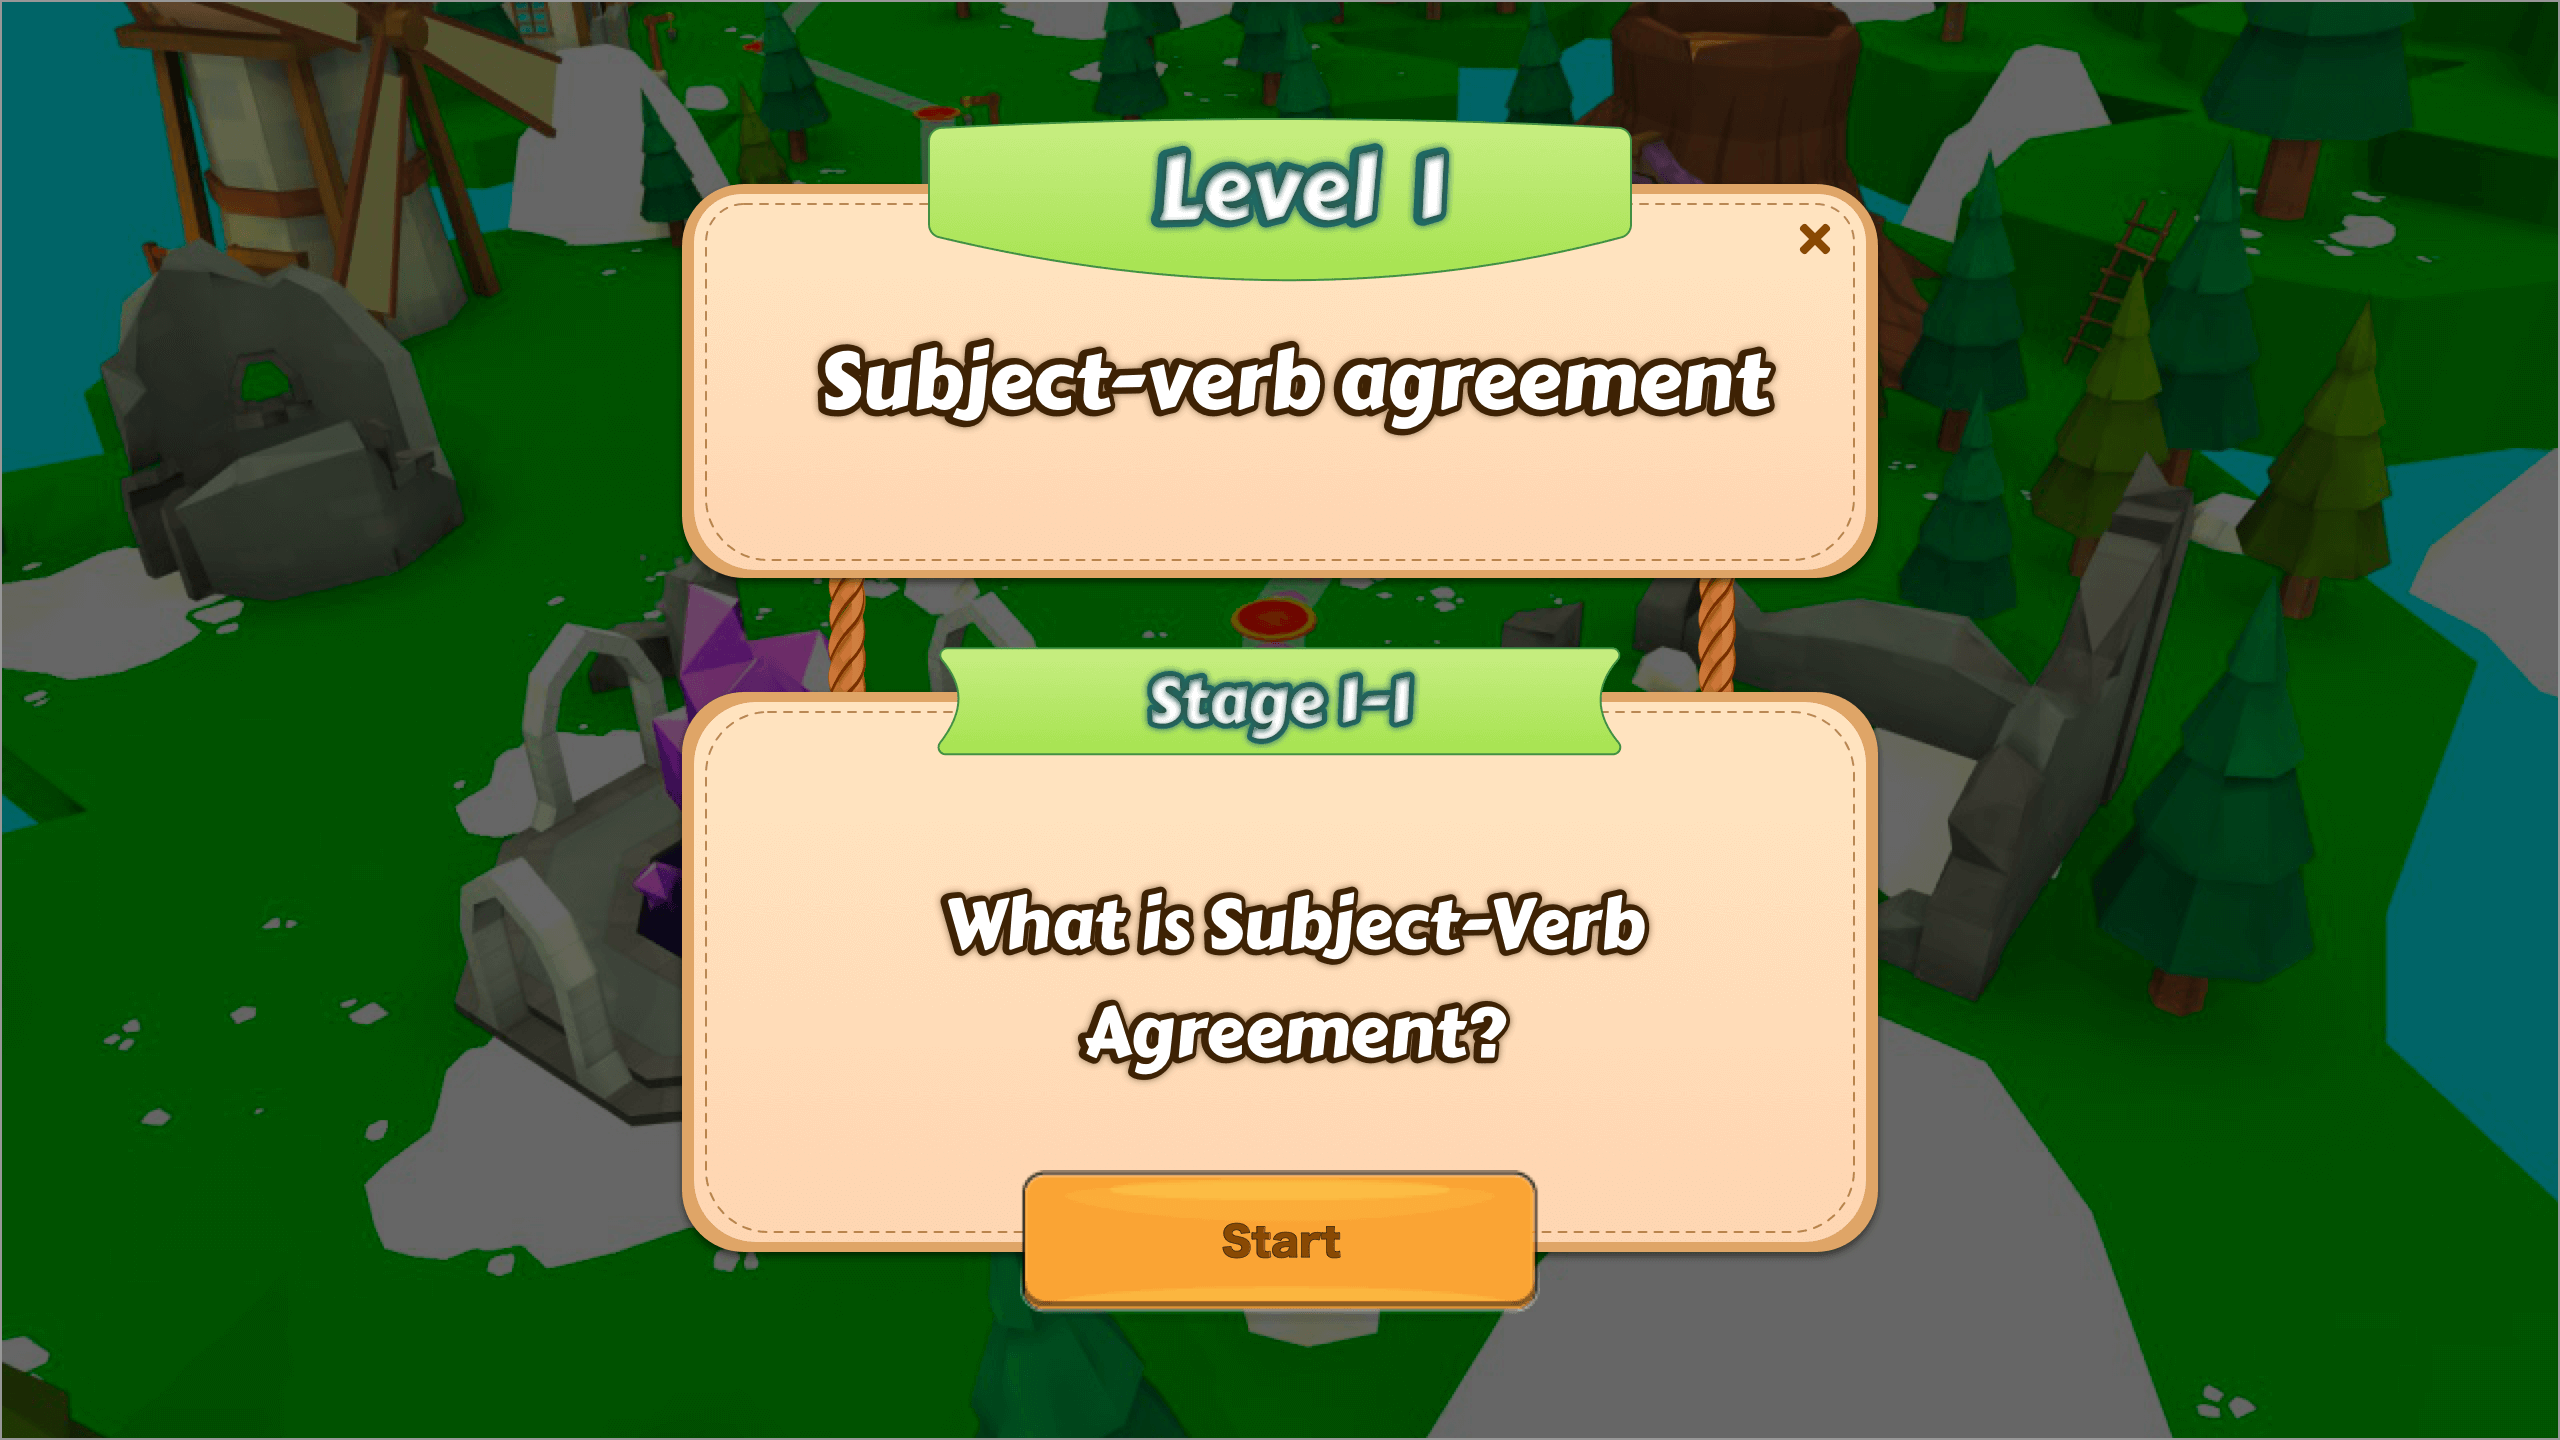 Level 1
Subject-verb agreement
Stage 1-1
What is Subject-Verb
Agreement?
Start